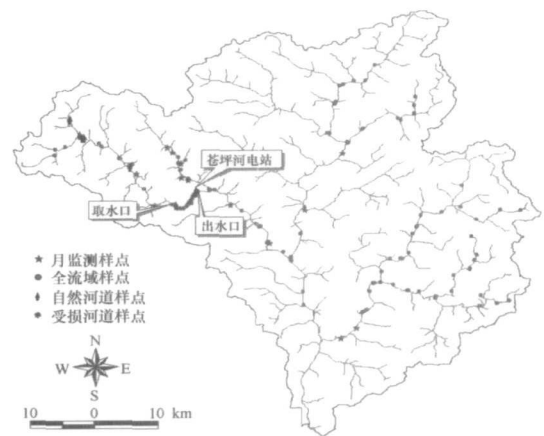 苍坪河电站
取水口
出水口
★ 月监测样点
● 全流域样点
♦ 自然河道样点
● 受损河道样点
N
W E
S
10 0 10 km